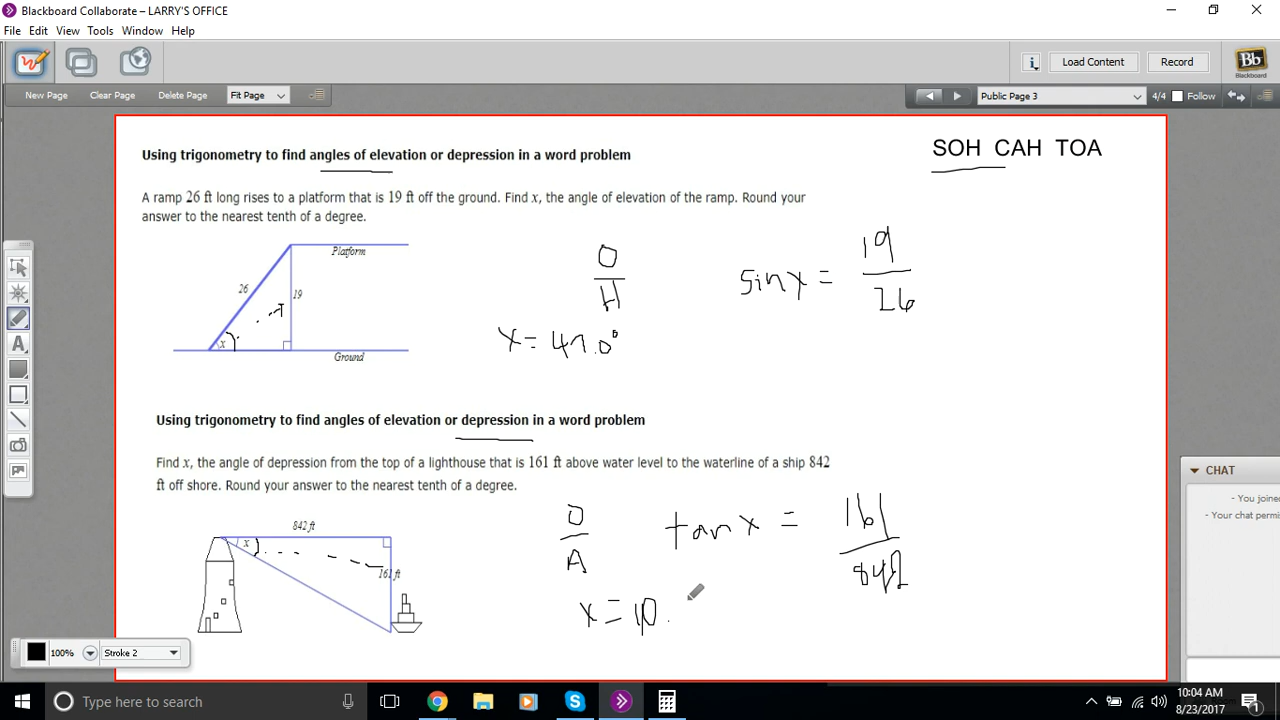 Blackboard Collaborate – LARRY'S OFFICE
File Edit View Tools Window Help
Load Content Record Bb Blackboard
New Page Clear Page Delete Page Fit Page Public Page 3 4/4 Follow
Using trigonometry to find angles of elevation or depression in a word problem
SOH CAH TOA
A ramp 26 ft long rises to a platform that is 19 ft off the ground. Find x, the angle of elevation of the ramp. Round your
answer to the nearest tenth of a degree.
Platform
26
19
x
Ground
O
H
sin x = 19
26
x = 47.0°
Using trigonometry to find angles of elevation or depression in a word problem
Find x, the angle of depression from the top of a lighthouse that is 161 ft above water level to the waterline of a ship 842
ft off shore. Round your answer to the nearest tenth of a degree.
842 ft
x
161 ft
O
A
tan x = 161
842
x = 10.
CHAT
You joine
Your chat permis
A
100% Stroke 2
Type here to search
10:04 AM
8/23/2017
1